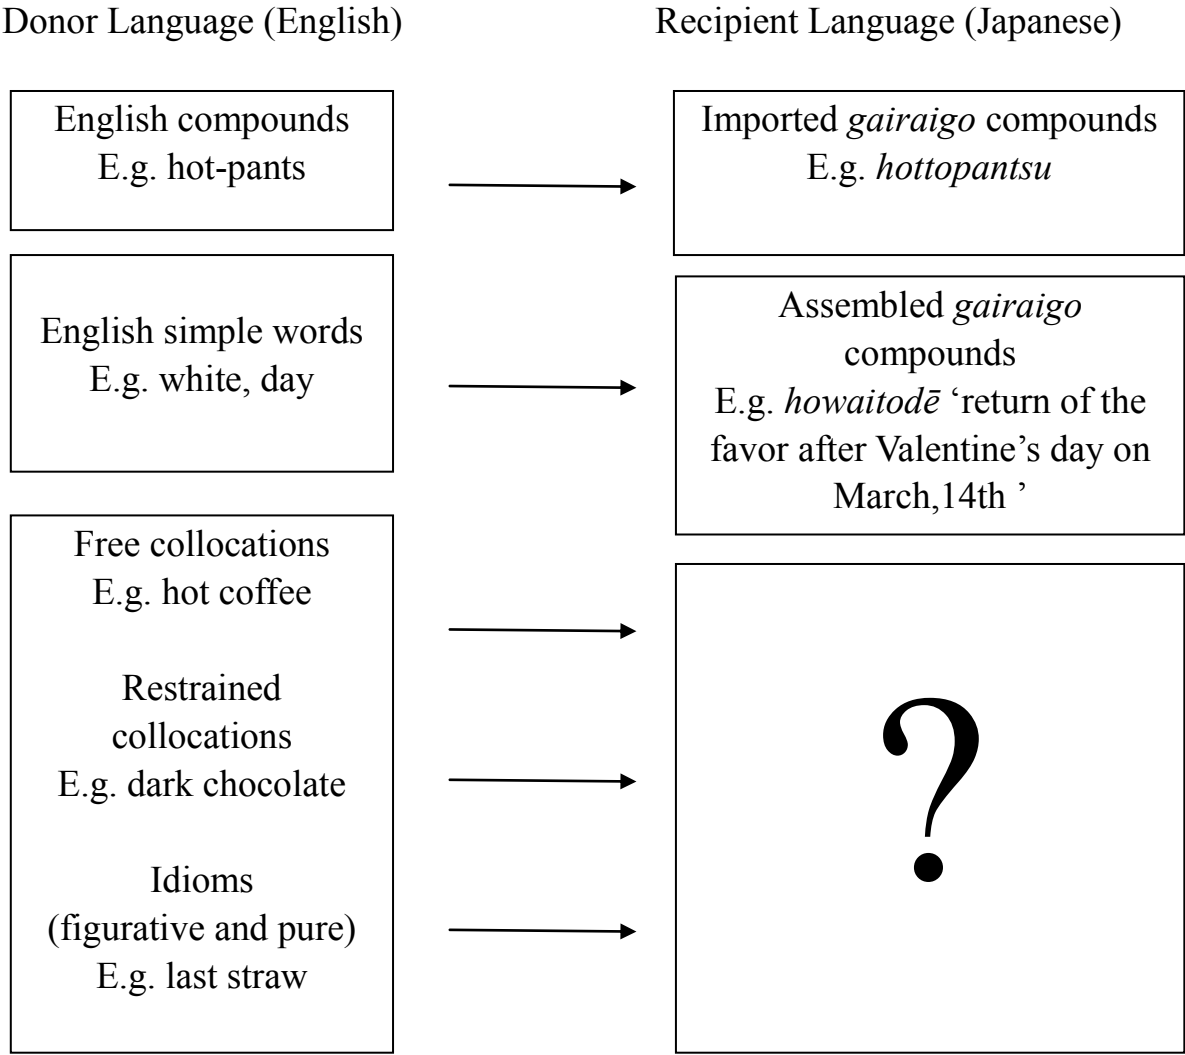 Donor Language (English)
Recipient Language (Japanese)
English compounds
E.g. hot-pants
Imported gairaigo compounds
E.g. hottopantsu
English simple words
E.g. white, day
Assembled gairaigo
compounds
E.g. howaitodē ‘return of the
favor after Valentine’s day on
March,14th ’
Free collocations
E.g. hot coffee
Restrained
collocations
E.g. dark chocolate
Idioms
(figurative and pure)
E.g. last straw
?